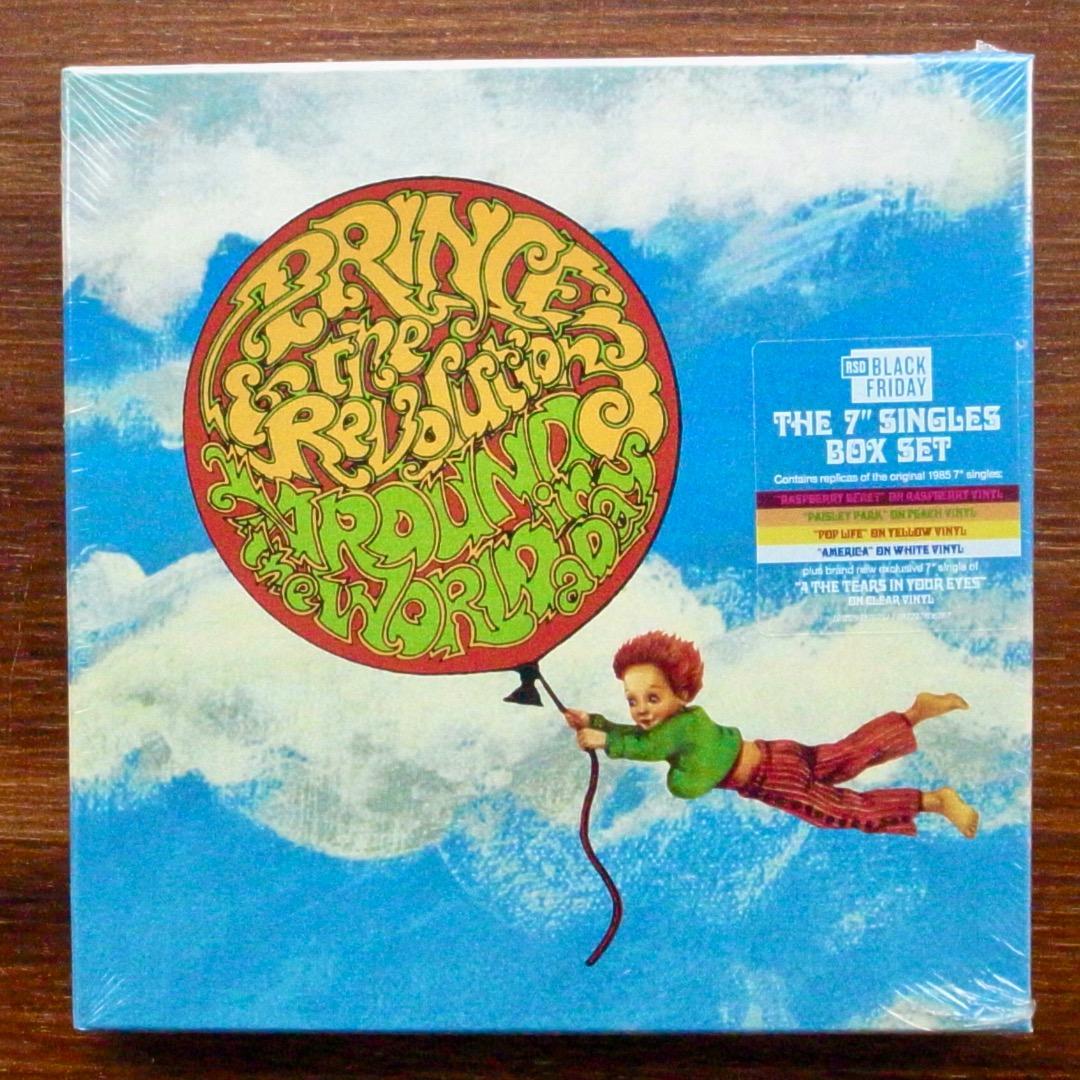 PRINCE
& the
Revolution
AROUND
the WORLD in a Day
RSD BLACK
FRIDAY
THE 7" SINGLES
BOX SET
Contains replicas of the original 1985 7" singles:
"RASPBERRY BERET" ON RASPBERRY VINYL
"PAISLEY PARK" ON PEACH VINYL
"POP LIFE" ON YELLOW VINYL
"AMERICA" ON WHITE VINYL
plus brand new exclusive 7" single of
"4 THE TEARS IN YOUR EYES"
ON CLEAR VINYL